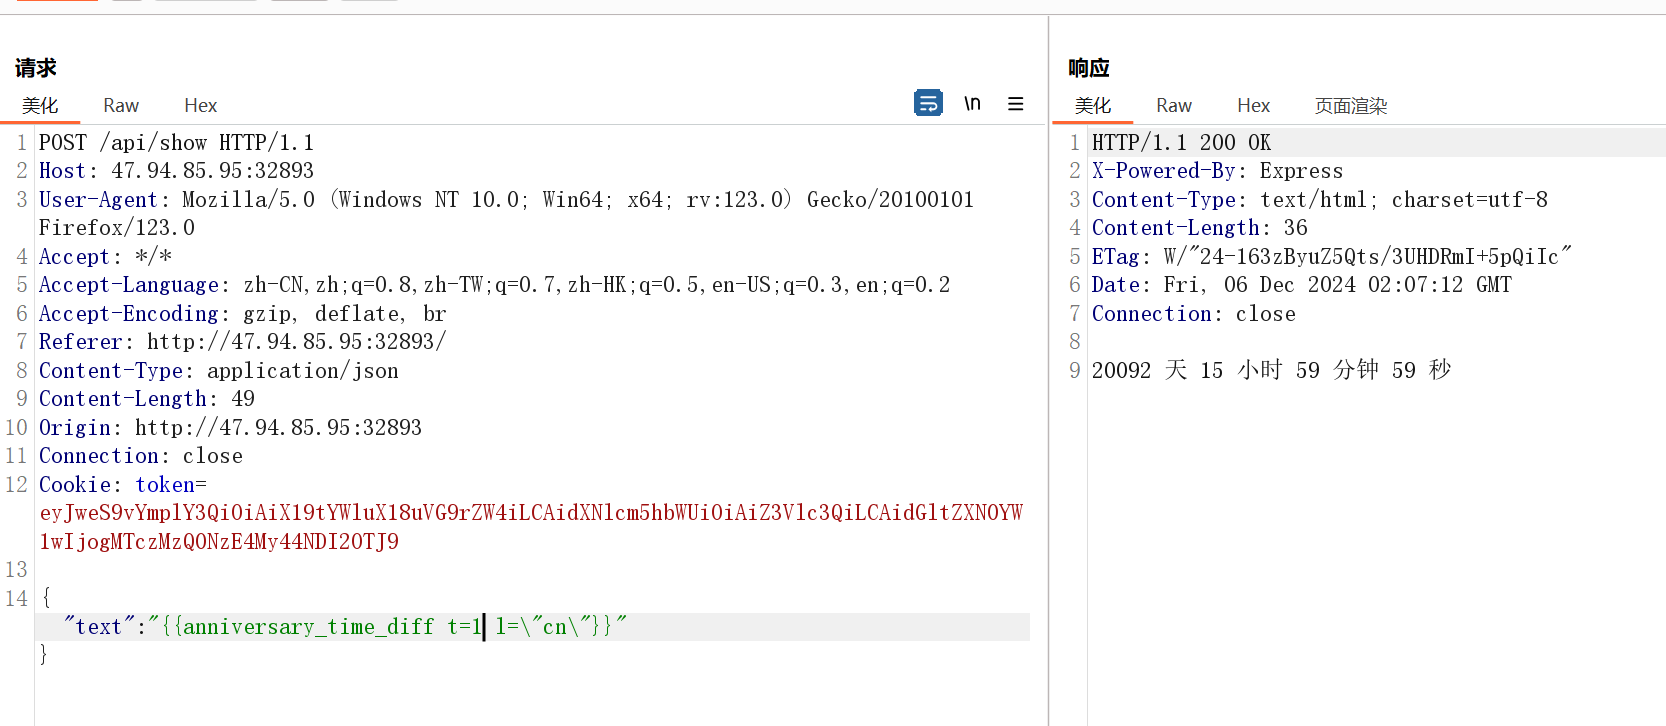 请求
美化 Raw Hex
\n
1 POST /api/show HTTP/1.1
2 Host: 47.94.85.95:32893
3 User-Agent: Mozilla/5.0 (Windows NT 10.0; Win64; x64; rv:123.0) Gecko/20100101
Firefox/123.0
4 Accept: */*
5 Accept-Language: zh-CN,zh;q=0.8,zh-TW;q=0.7,zh-HK;q=0.5,en-US;q=0.3,en;q=0.2
6 Accept-Encoding: gzip, deflate, br
7 Referer: http://47.94.85.95:32893/
8 Content-Type: application/json
9 Content-Length: 49
10 Origin: http://47.94.85.95:32893
11 Connection: close
12 Cookie: token=
eyJweS9vYmplY3QiOiAiX19tYWluX18uVG9rZW4iLCAidXNlcm5hbWUiOiAiZ3Vlc3QiLCAidGltZXN0YW
1wIjogMTczMzQ0NzE4My44NDI2OTJ9
13
14 {
"text":"{{anniversary_time_diff t=1 l=\"cn\"}}"
}
响应
美化 Raw Hex 页面渲染
1 HTTP/1.1 200 OK
2 X-Powered-By: Express
3 Content-Type: text/html; charset=utf-8
4 Content-Length: 36
5 ETag: W/"24-163zByuZ5Qts/3UHDRmI+5pQiIc"
6 Date: Fri, 06 Dec 2024 02:07:12 GMT
7 Connection: close
8
9 20092 天 15 小时 59 分钟 59 秒